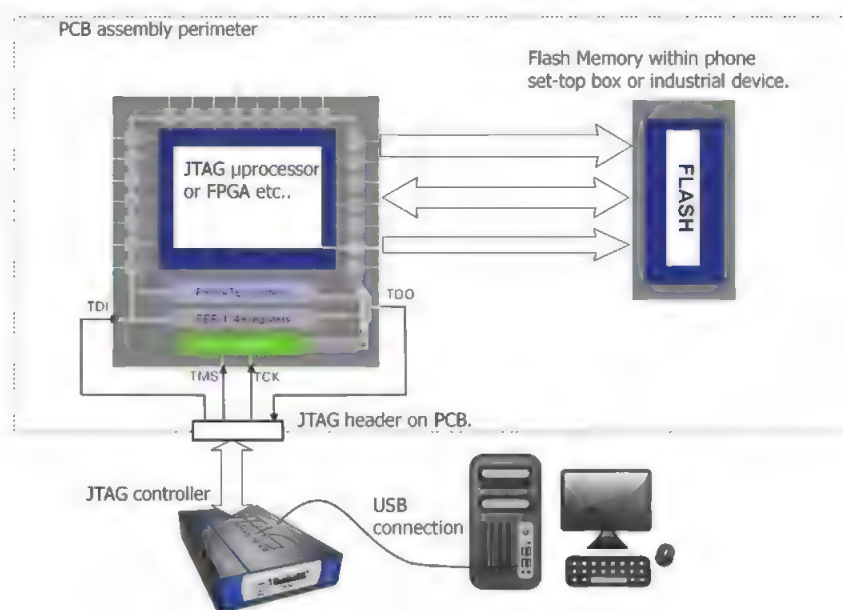 PCB assembly perimeter
Flash Memory within phone
set-top box or industrial device.
JTAG µprocessor
or FPGA etc..
FLASH
TDI
TDO
TMS
TCK
JTAG header on PCB.
JTAG controller
USB
connection